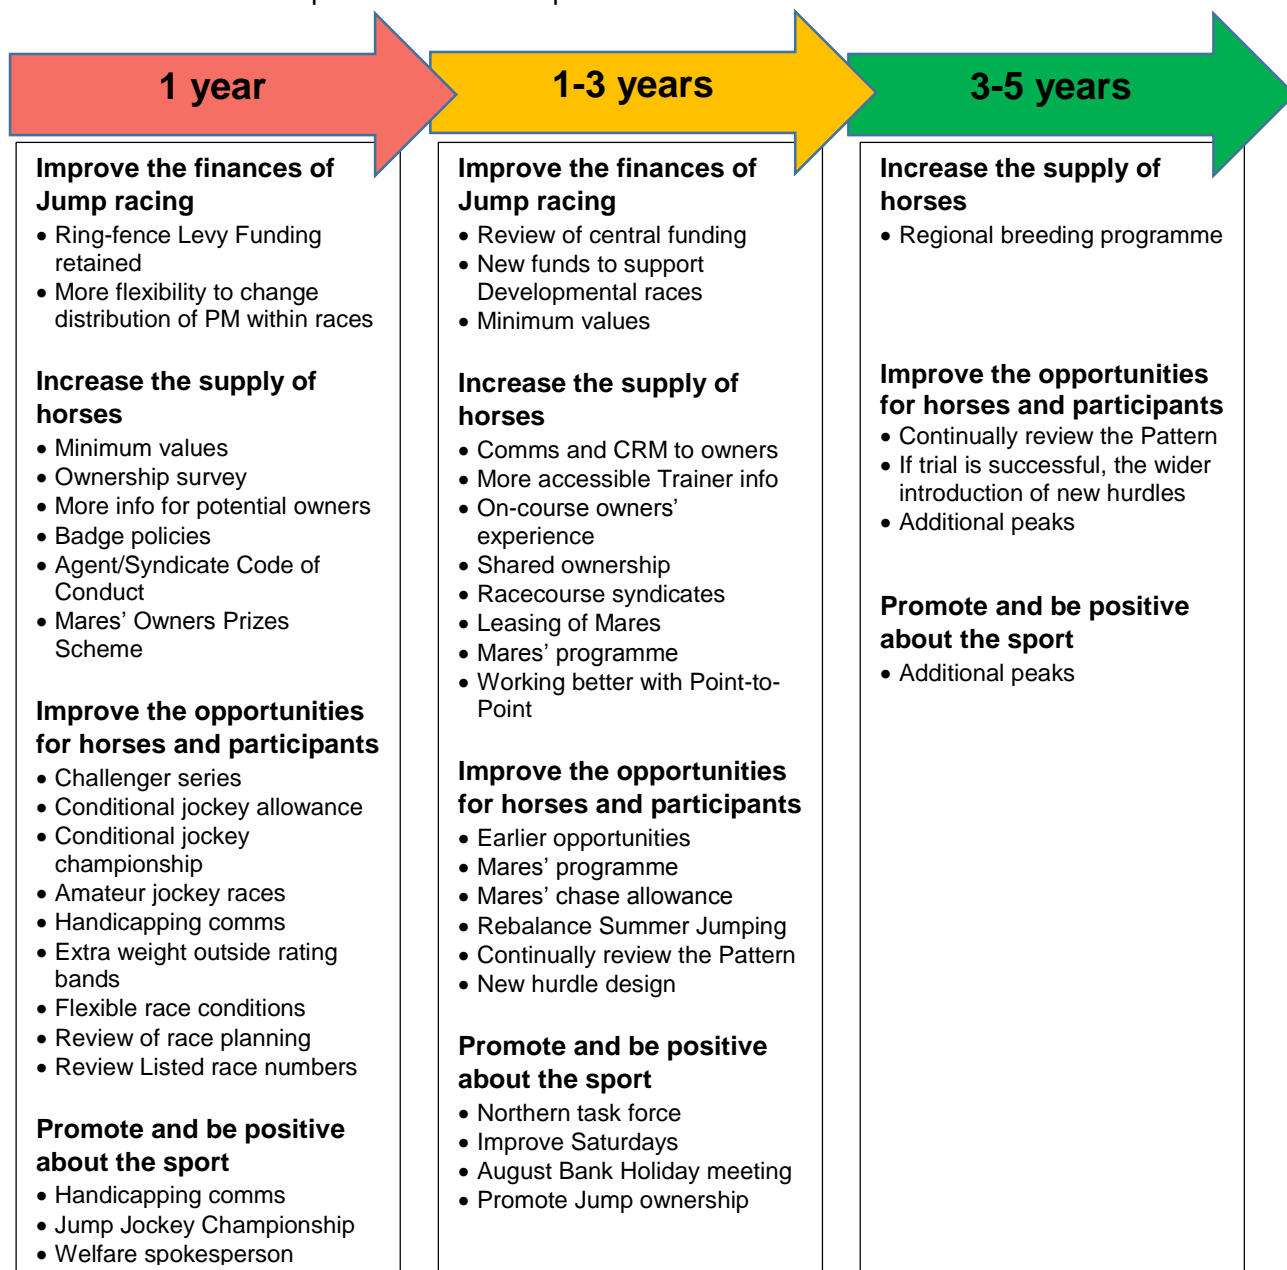 1 year
Improve the finances of
Jump racing
• Ring-fence Levy Funding
retained
• More flexibility to change
distribution of PM within races
Increase the supply of
horses
• Minimum values
• Ownership survey
• More info for potential owners
• Badge policies
• Agent/Syndicate Code of
Conduct
• Mares' Owners Prizes
Scheme
Improve the opportunities
for horses and participants
• Challenger series
• Conditional jockey allowance
• Conditional jockey
championship
• Amateur jockey races
• Handicapping comms
• Extra weight outside rating
bands
• Flexible race conditions
• Review of race planning
• Review Listed race numbers
Promote and be positive
about the sport
• Handicapping comms
• Jump Jockey Championship
• Welfare spokesperson
1-3 years
Improve the finances of
Jump racing
• Review of central funding
• New funds to support
Developmental races
• Minimum values
Increase the supply of
horses
• Comms and CRM to owners
• More accessible Trainer info
• On-course owners'
experience
• Shared ownership
• Racecourse syndicates
• Leasing of Mares
• Mares' programme
• Working better with Point-to-
Point
Improve the opportunities
for horses and participants
• Earlier opportunities
• Mares' programme
• Mares' chase allowance
• Rebalance Summer Jumping
• Continually review the Pattern
• New hurdle design
Promote and be positive
about the sport
• Northern task force
• Improve Saturdays
• August Bank Holiday meeting
• Promote Jump ownership
3-5 years
Increase the supply of
horses
• Regional breeding programme
Improve the opportunities
for horses and participants
• Continually review the Pattern
• If trial is successful, the wider
introduction of new hurdles
• Additional peaks
Promote and be positive
about the sport
• Additional peaks